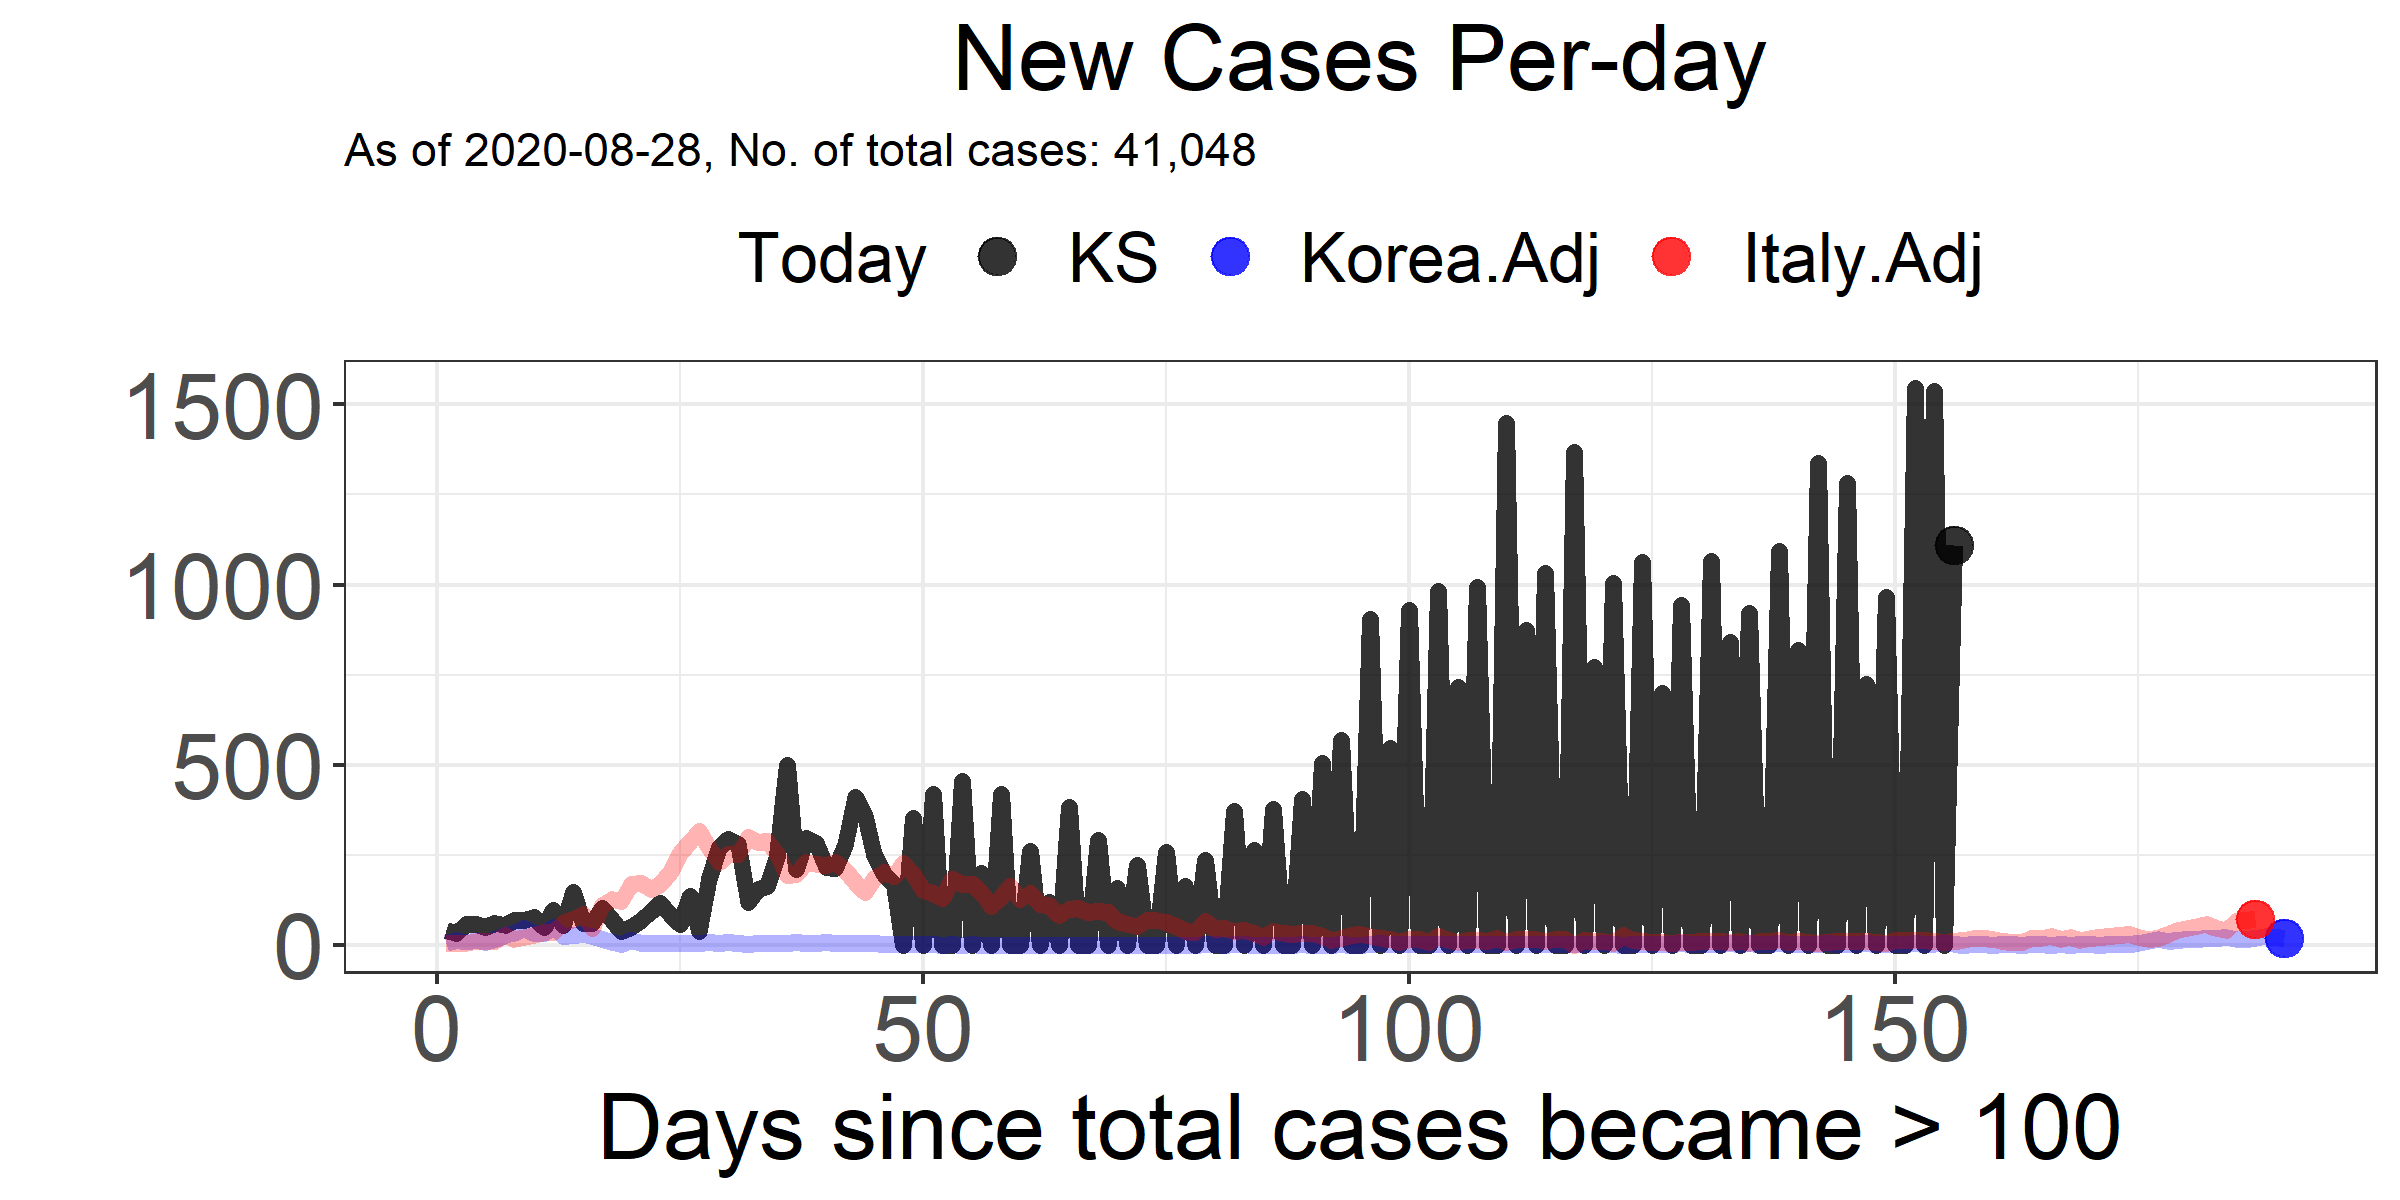 New Cases Per-day
As of 2020-08-28, No. of total cases: 41,048
Today KS Korea.Adj Italy.Adj
1500
1000
500
0
0 50 100 150
Days since total cases became > 100